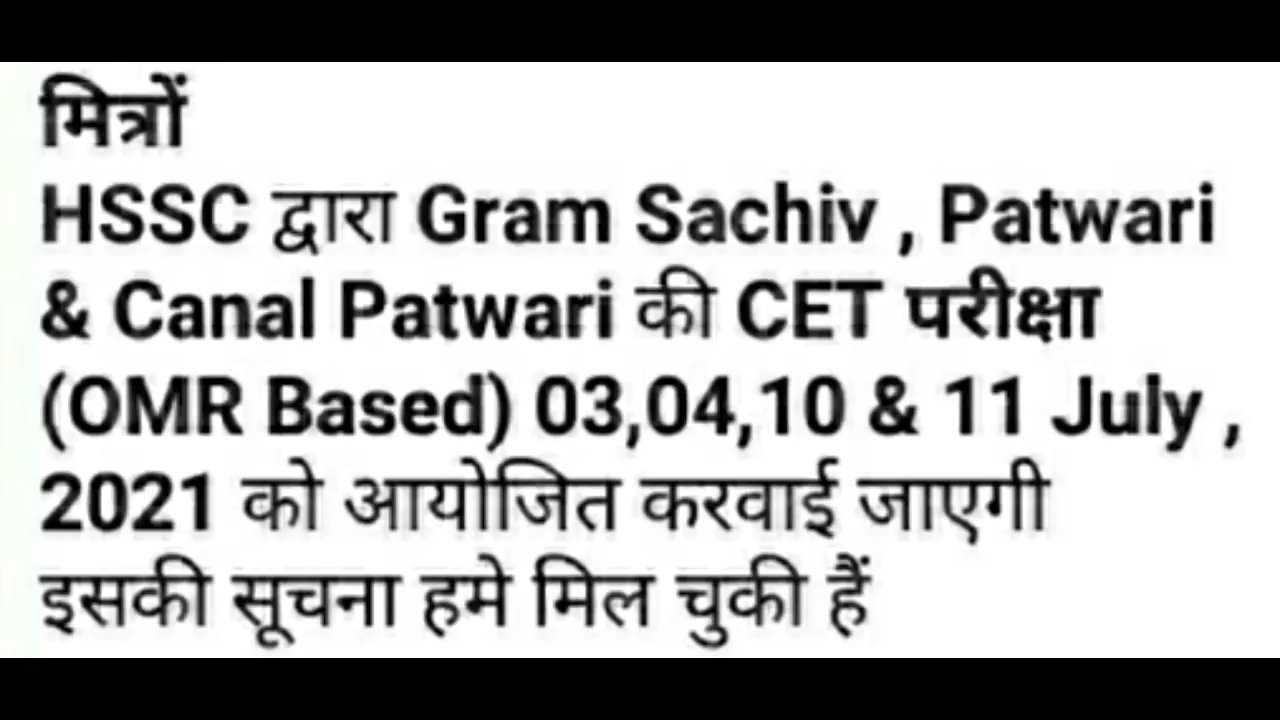 मित्रों
HSSC द्वारा Gram Sachiv , Patwari
& Canal Patwari की CET परीक्षा
(OMR Based) 03,04,10 & 11 July ,
2021 को आयोजित करवाई जाएगी
इसकी सूचना हमे मिल चुकी हैं